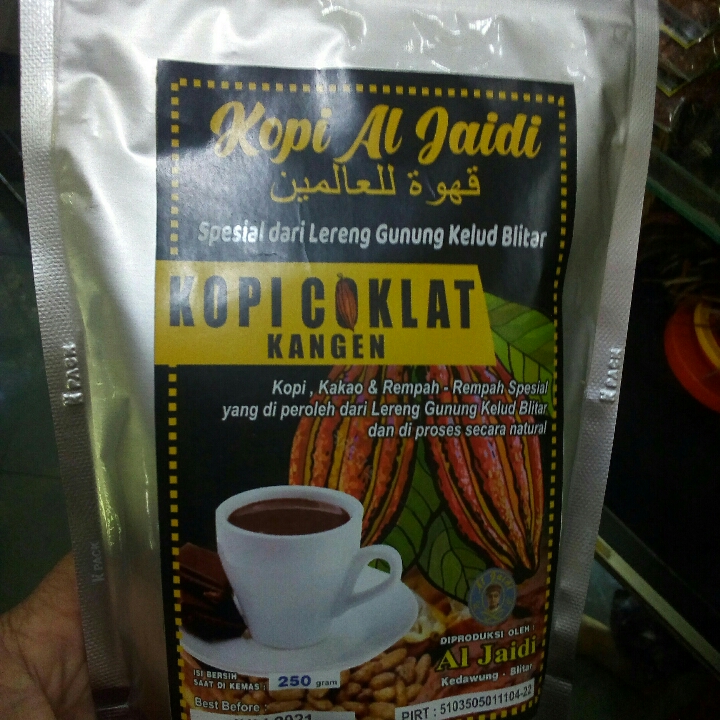 Kopi Al Jaidi
قهوة للعالمين
Spesial dari Lereng Gunung Kelud Blitar
KOPI COKLAT
KANGEN
Kopi , Kakao & Rempah - Rempah Spesial
yang di peroleh dari Lereng Gunung Kelud Blitar
dan di proses secara natural
DIPRODUKSI OLEH :
Al Jaidi
Kedawung - Blitar
ISI BERSIH
SAAT DI KEMAS : 250 gram
Best Before :
2021
PIRT : 5103505011104-22